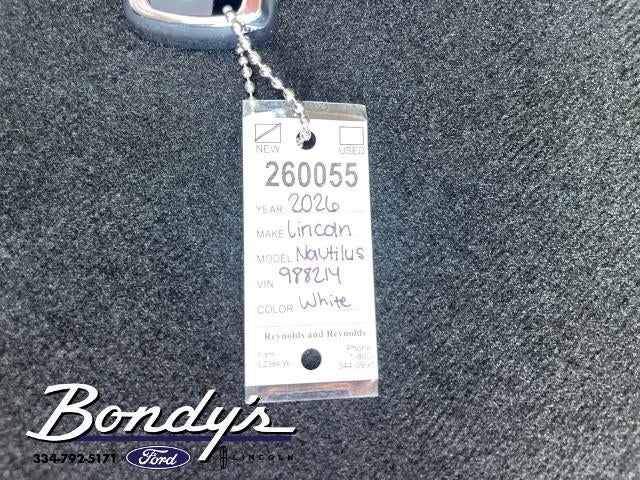 NEW USED
260055
YEAR 2026
MAKE Lincoln
MODEL Nautilus
VIN 988214
COLOR White
Reynolds and Reynolds
Form Phone
EZ364 W 1-800-
344-0996
Bondy's
334-792-5171 Ford LINCOLN